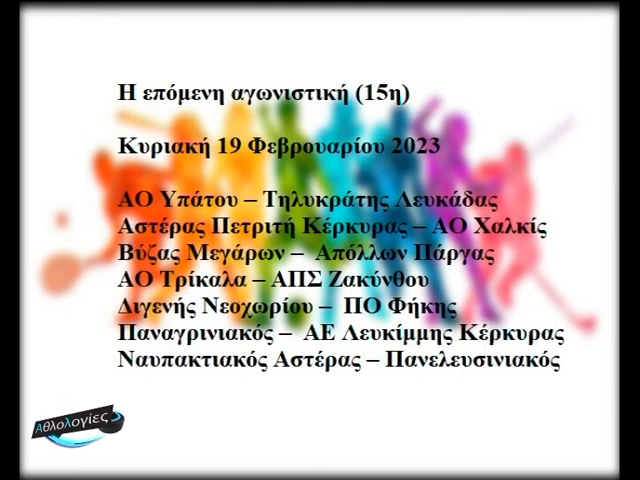 Η επόμενη αγωνιστική (15η)
Κυριακή 19 Φεβρουαρίου 2023
ΑΟ Υπάτου – Τηλυκράτης Λευκάδας
Αστέρας Πετριτή Κέρκυρας – ΑΟ Χαλκίς
Βύζας Μεγάρων – Απόλλων Πάργας
ΑΟ Τρίκαλα – ΑΠΣ Ζακύνθου
Διγενής Νεοχωρίου – ΠΟ Φήκης
Παναγρινιακός – ΑΕ Λευκίμμης Κέρκυρας
Ναυπακτιακός Αστέρας – Πανελευσινιακός
Αθλολογίες